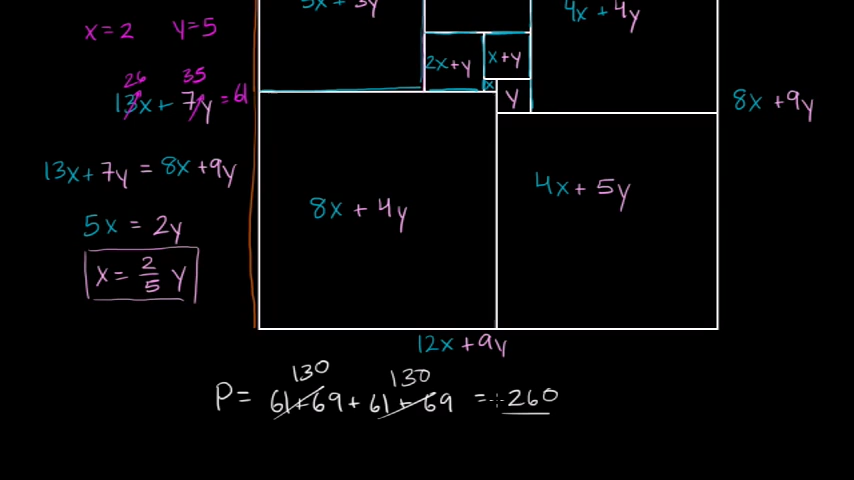 5x + 3y
4x + 4y
x=2 y=5
2x+y
x+y
26 35
13x+ 7y =61
x
y
8x +9y
13x+ 7y = 8x +9y
4x + 5y
8x + 4y
5x = 2y
x= 2/5 y
12x +9y
130 130
P= 61+69 + 61+69 = 260